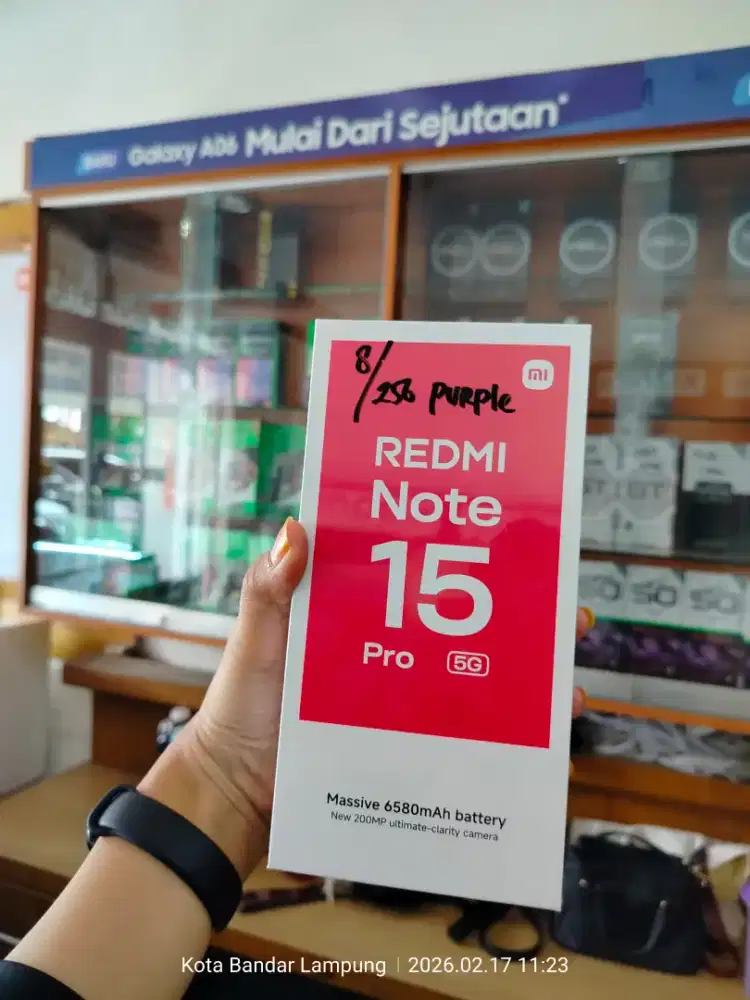 BARU Galaxy A06 Mulai Dari Sejutaan*
8/256 PURPLE
mi
REDMI
Note
15
Pro 5G
Massive 6580mAh battery
New 200MP ultimate-clarity camera
Kota Bandar Lampung | 2026.02.17 11:23